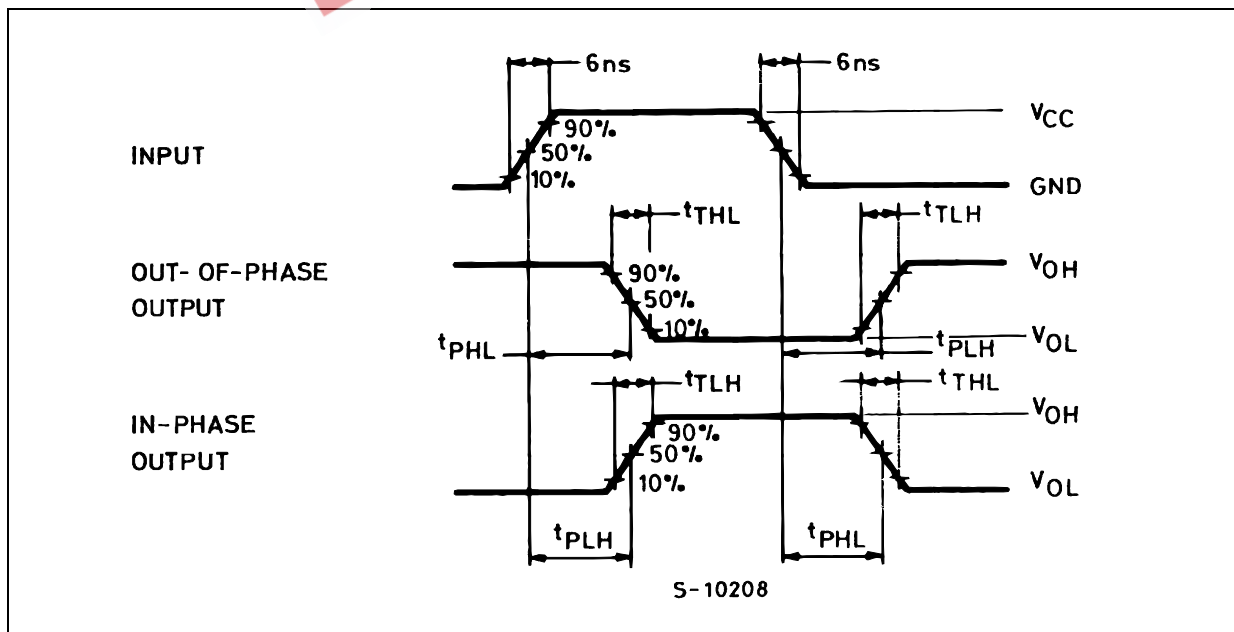 6ns
6ns
INPUT
90%
50%
10%
VCC
GND
tTHL
tTLH
OUT-OF-PHASE
OUTPUT
90%
50%
10%
VOH
VOL
tPHL
tPLH
tTLH
tTHL
IN-PHASE
OUTPUT
90%
50%
10%
VOH
VOL
tPLH
tPHL
S-10208